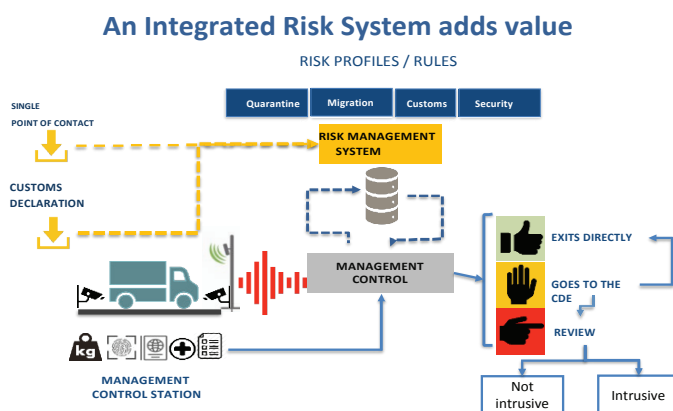 An Integrated Risk System adds value
RISK PROFILES / RULES
Quarantine
Migration
Customs
Security
SINGLE
POINT OF CONTACT
RISK MANAGEMENT
SYSTEM
CUSTOMS
DECLARATION
MANAGEMENT
CONTROL
EXITS DIRECTLY
GOES TO THE
CDE
REVIEW
kg
MANAGEMENT
CONTROL STATION
Not
intrusive
Intrusive